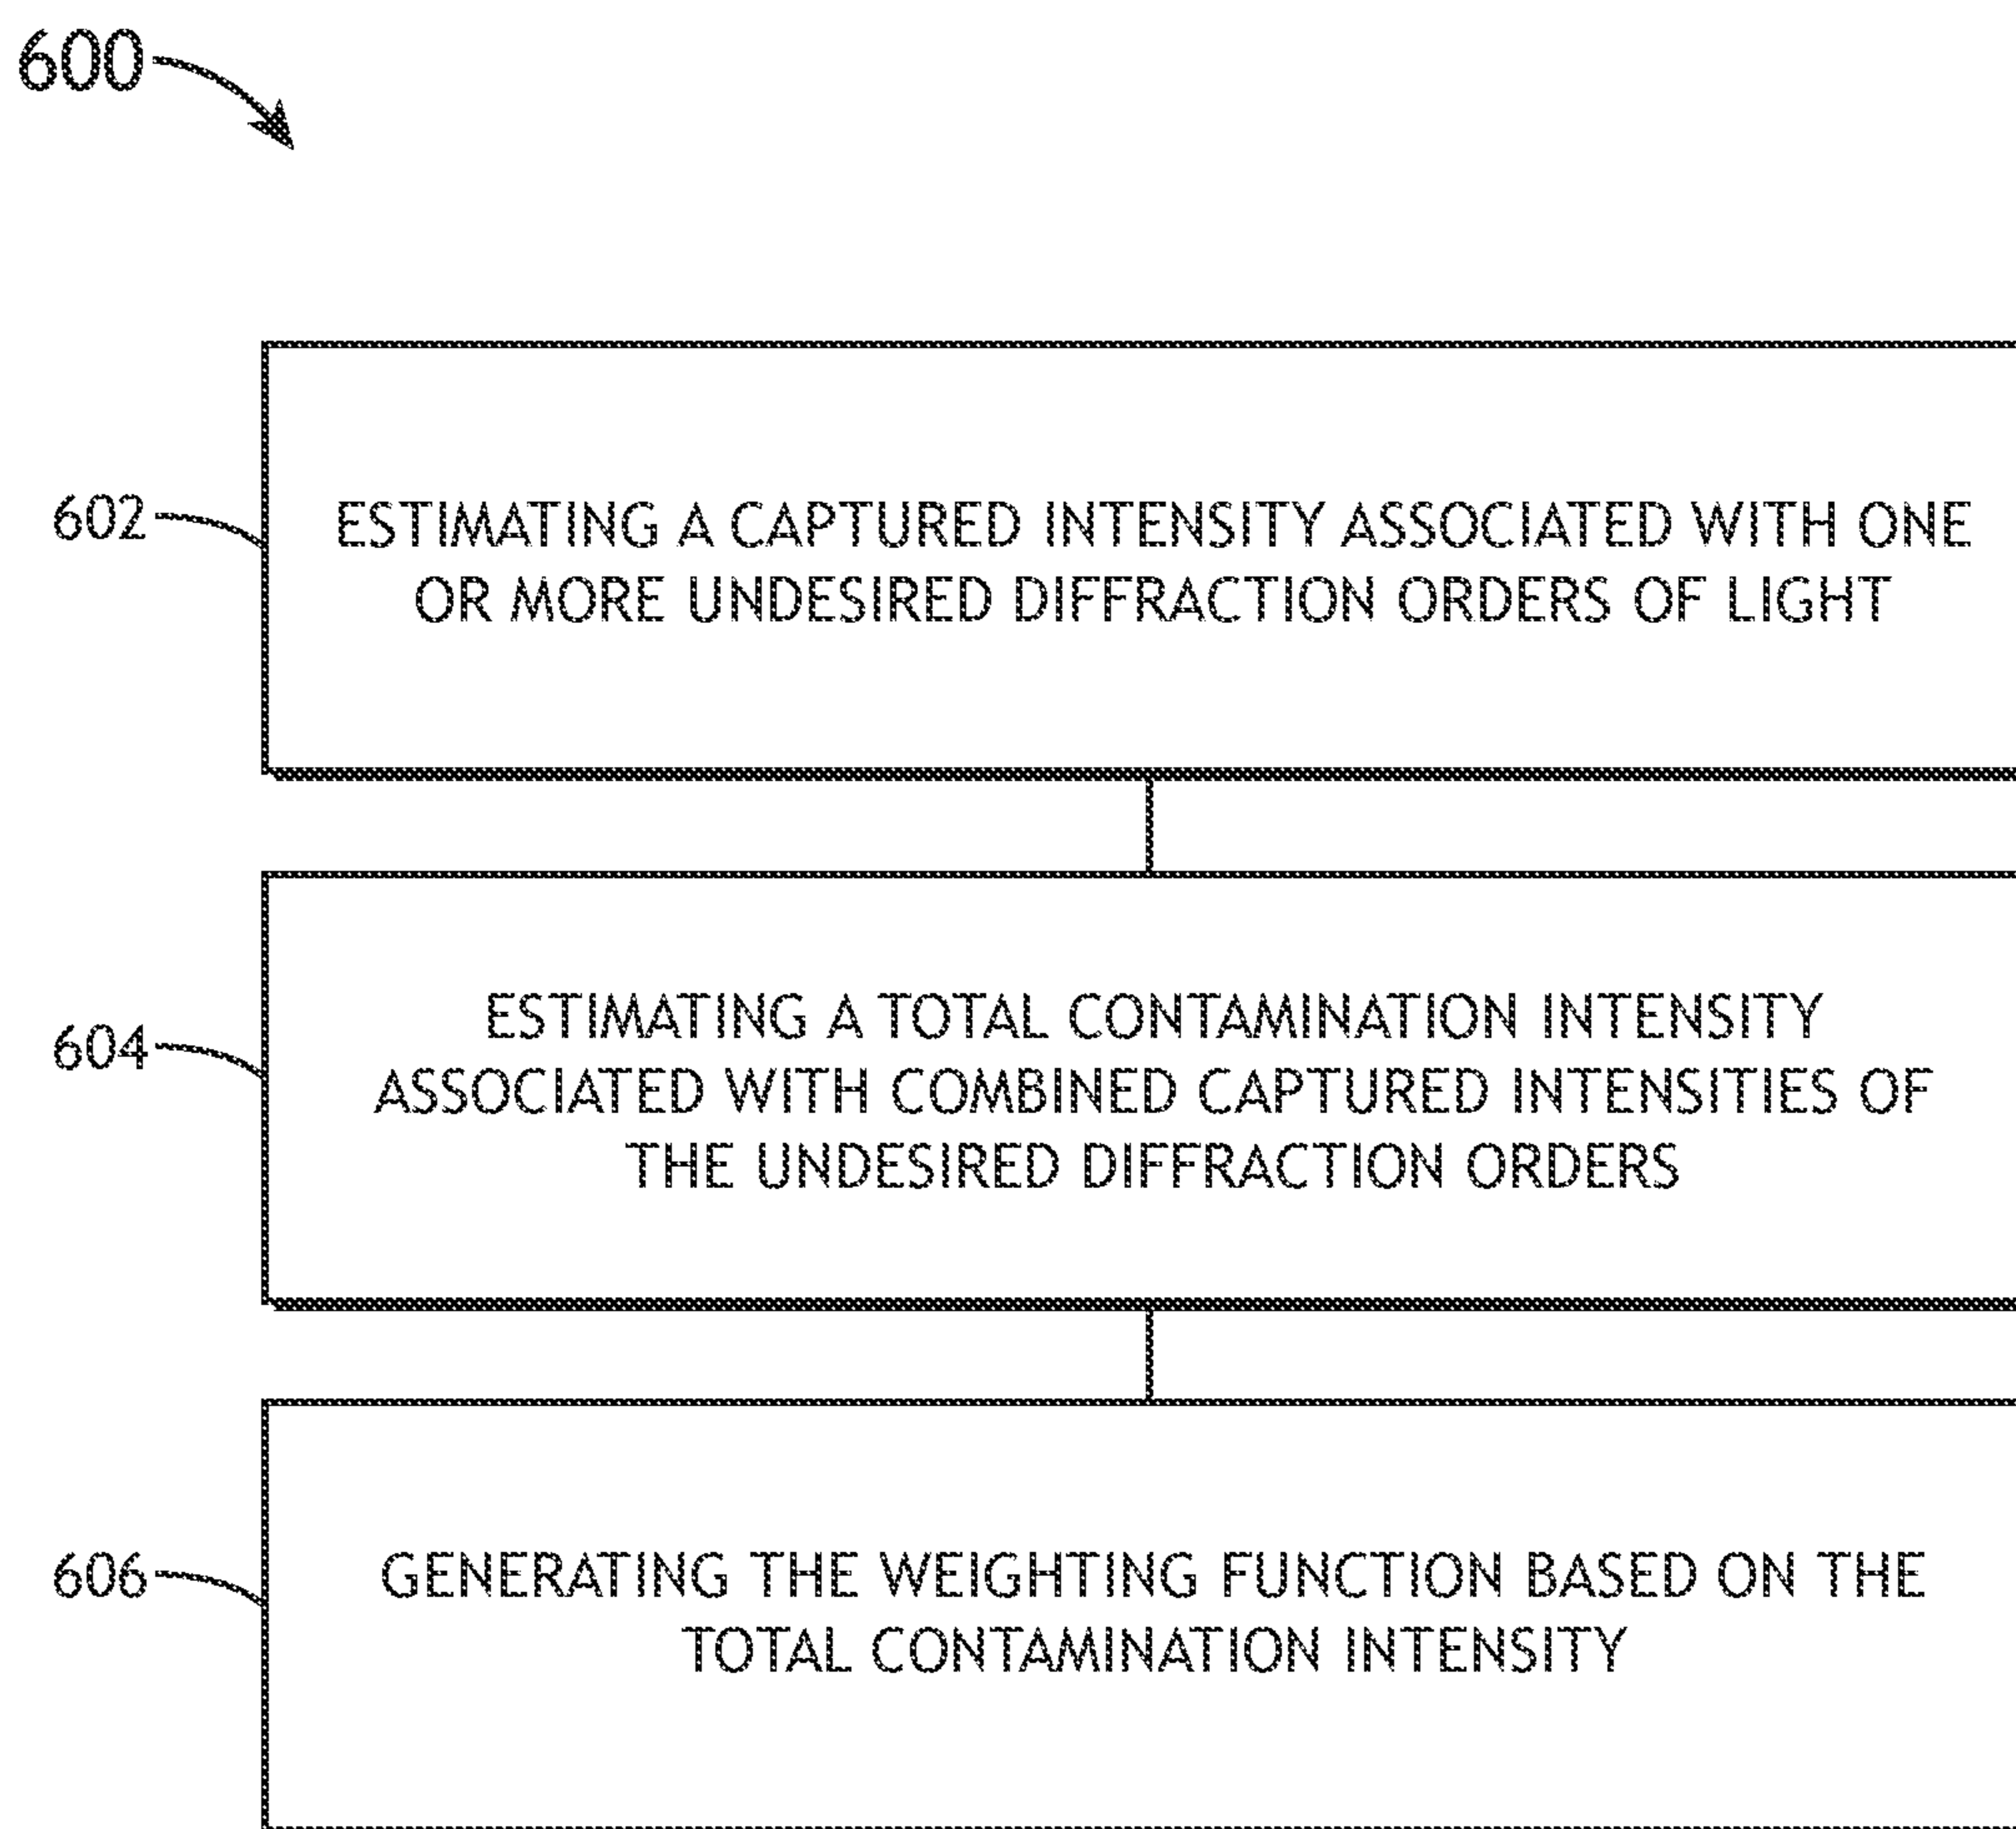 600
602
ESTIMATING A CAPTURED INTENSITY ASSOCIATED WITH ONE
OR MORE UNDESIRED DIFFRACTION ORDERS OF LIGHT
604
ESTIMATING A TOTAL CONTAMINATION INTENSITY
ASSOCIATED WITH COMBINED CAPTURED INTENSITIES OF
THE UNDESIRED DIFFRACTION ORDERS
606
GENERATING THE WEIGHTING FUNCTION BASED ON THE
TOTAL CONTAMINATION INTENSITY